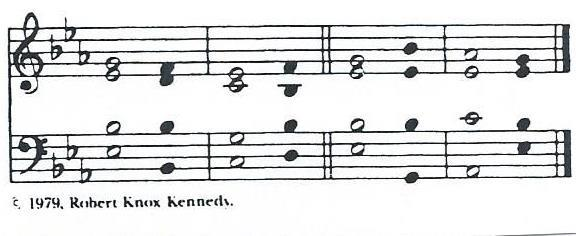 c 1979, Robert Knox Kennedy.